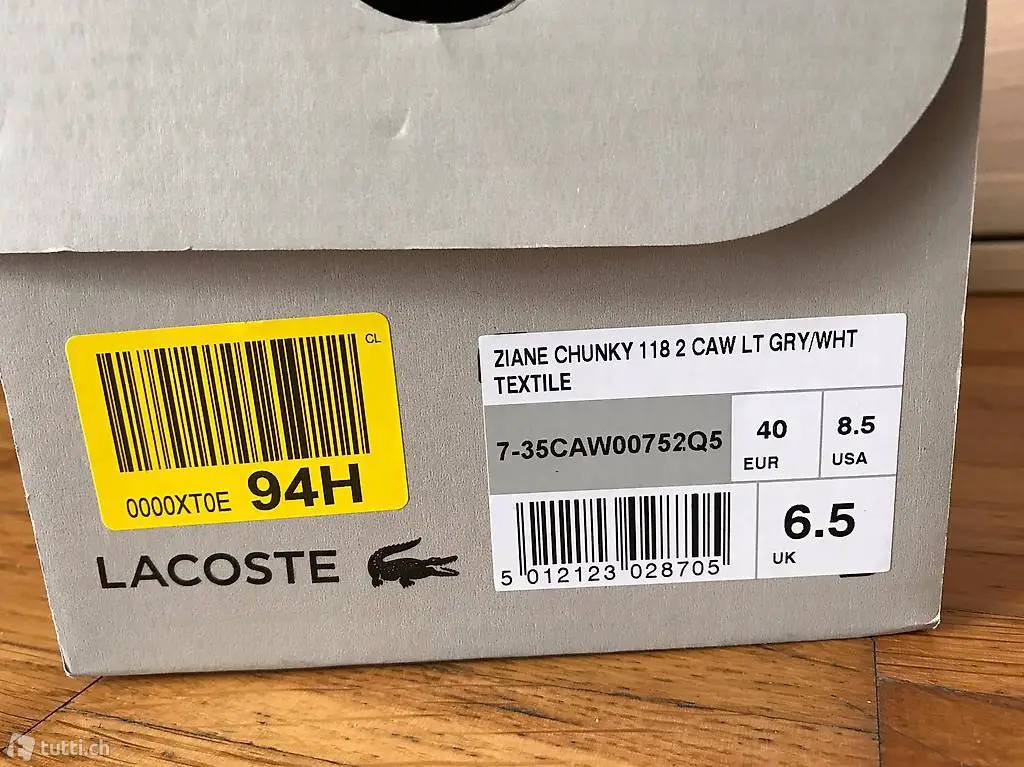 CL
0000XT0E 94H
LACOSTE
ZIANE CHUNKY 118 2 CAW LT GRY/WHT
TEXTILE
7-35CAW00752Q5
40
EUR
8.5
USA
5 012123 028705
6.5
UK
tutti.ch